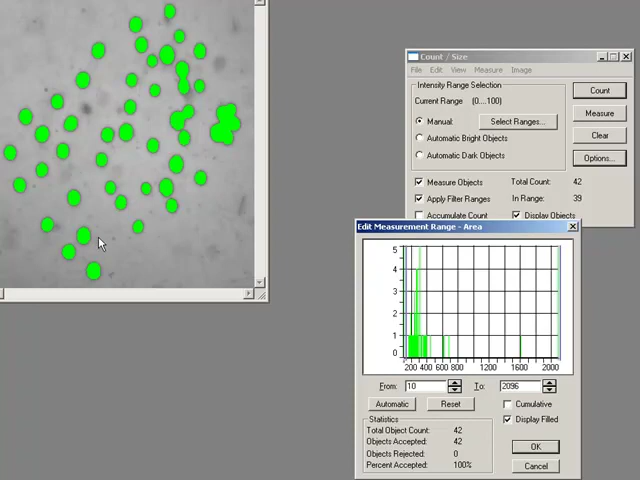 Count / Size
File Edit View Measure Image
Intensity Range Selection
Current Range (0....100)
Manual: Select Ranges...
Automatic Bright Objects
Automatic Dark Objects
Count
Measure
Clear
Options...
Measure Objects Total Count: 42
Apply Filter Ranges In Range: 39
Accumulate Count Display Objects
Edit Measurement Range - Area
5
4
3
2
1
0
200 400 600 800 1200 1600 2000
From: 10 To: 2096
Automatic Reset Cumulative
Display Filled
Statistics
Total Object Count: 42
Objects Accepted: 42
Objects Rejected: 0
Percent Accepted: 100%
OK
Cancel